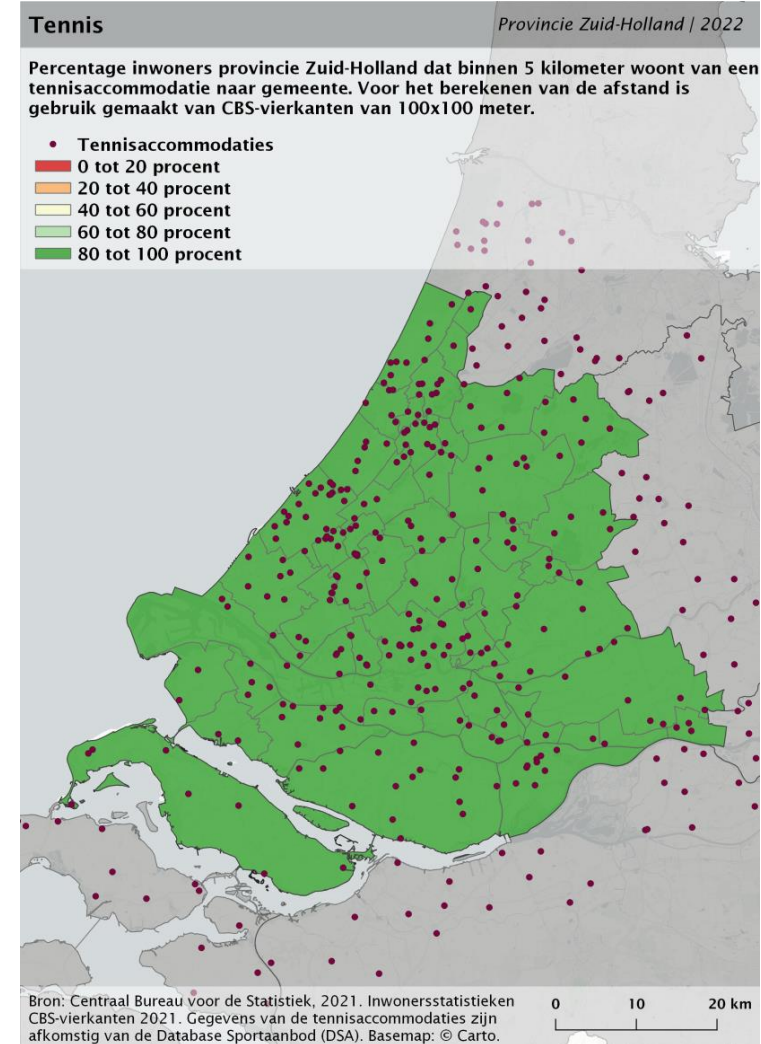 Tennis
Provincie Zuid-Holland | 2022
Percentage inwoners provincie Zuid-Holland dat binnen 5 kilometer woont van een
tennisaccommodatie naar gemeente. Voor het berekenen van de afstand is
gebruik gemaakt van CBS-vierkanten van 100x100 meter.
Tennisaccommodaties
0 tot 20 procent
20 tot 40 procent
40 tot 60 procent
60 tot 80 procent
80 tot 100 procent
Bron: Centraal Bureau voor de Statistiek, 2021. Inwonersstatistieken
CBS-vierkanten 2021. Gegevens van de tennisaccommodaties zijn
afkomstig van de Database Sportaanbod (DSA). Basemap: © Carto.
0 10 20 km